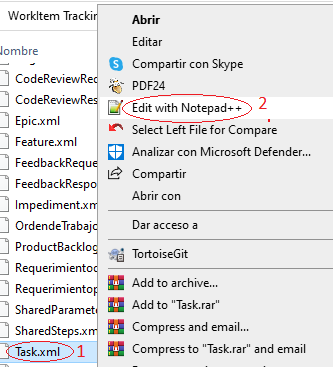 WorkItem Trackin
Nombre
CodeReviewRec
CodeReviewRes
Epic.xml
Feature.xml
FeedbackReque
FeedbackRespo
Impediment.xm
OrdendeTrabajo
ProductBacklog
Requerimiento
Requerimientop
SharedParamete
SharedSteps.xm
Task.xml 1
Abrir
Editar
Compartir con Skype
PDF24
Edit with Notepad++ 2
Select Left File for Compare
Analizar con Microsoft Defender...
Compartir
Abrir con
Dar acceso a
TortoiseGit
Add to archive...
Add to "Task.rar"
Compress and email...
Compress to "Task.rar" and email